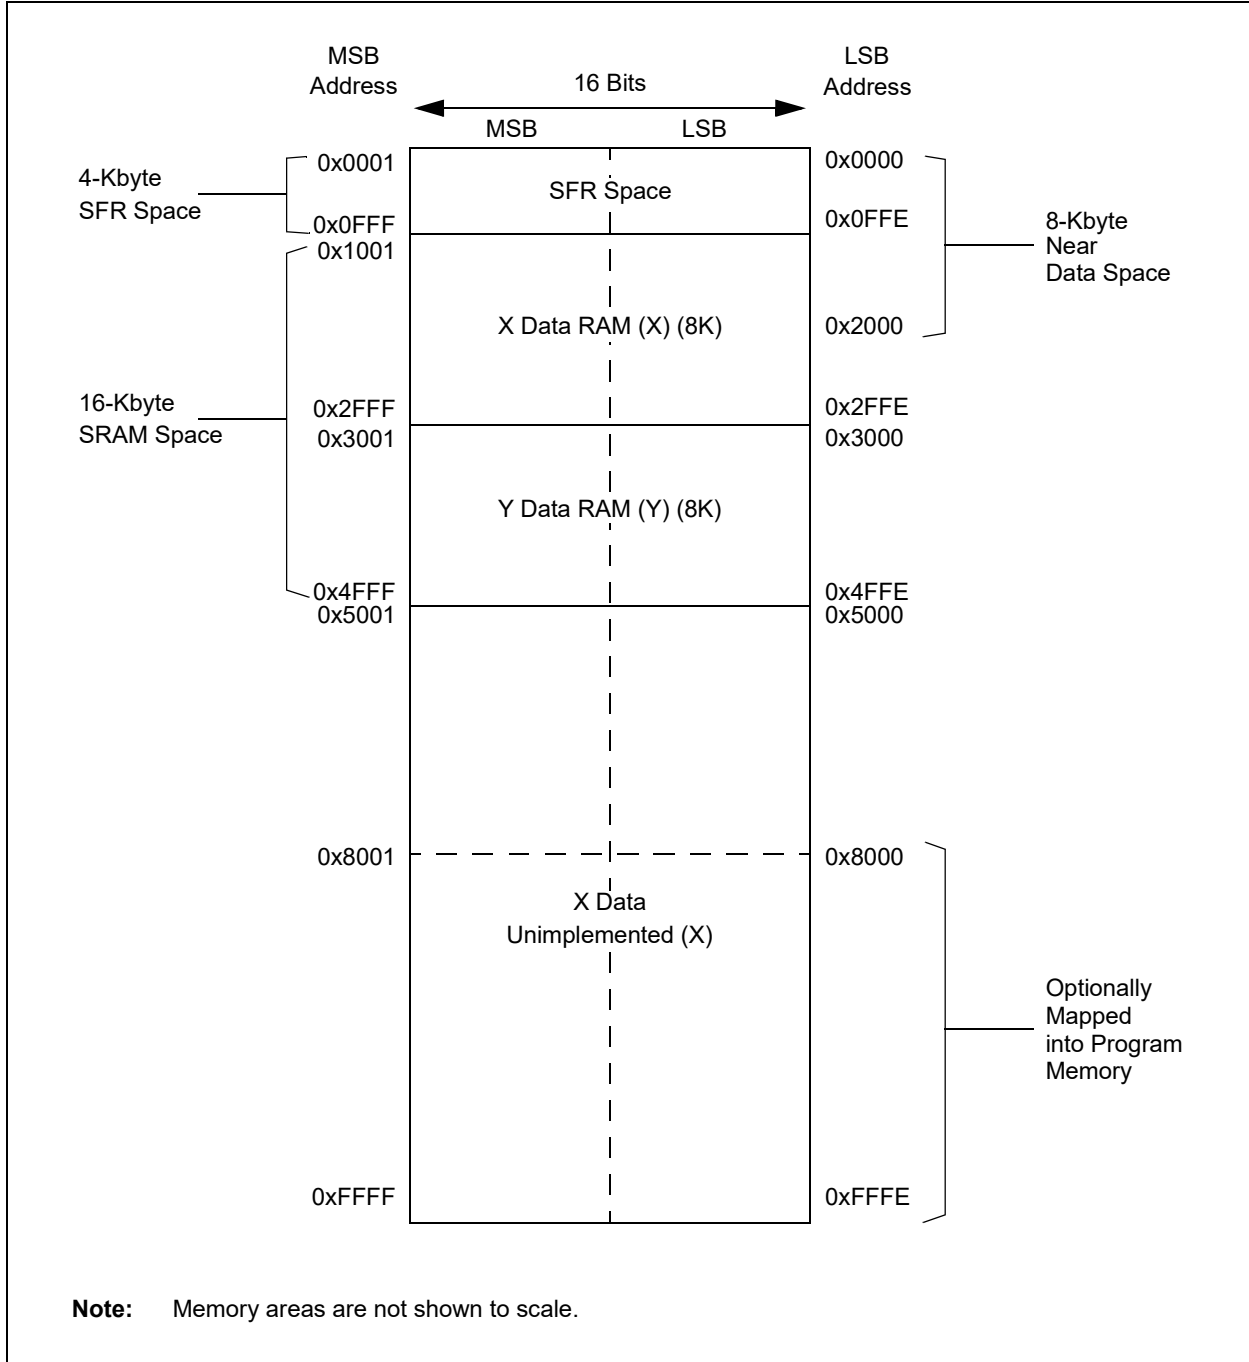 MSB
Address
LSB
Address
16 Bits
MSB
LSB
0x0001
0x0000
4-Kbyte
SFR Space
SFR Space
0x0FFF
0x0FFE
8-Kbyte
Near
Data Space
0x1001
X Data RAM (X) (8K)
0x2000
16-Kbyte
SRAM Space
0x2FFF
0x2FFE
0x3001
0x3000
Y Data RAM (Y) (8K)
0x4FFF
0x4FFE
0x5001
0x5000
0x8001
0x8000
X Data
Unimplemented (X)
Optionally
Mapped
into Program
Memory
0xFFFF
0xFFFE
Note: Memory areas are not shown to scale.